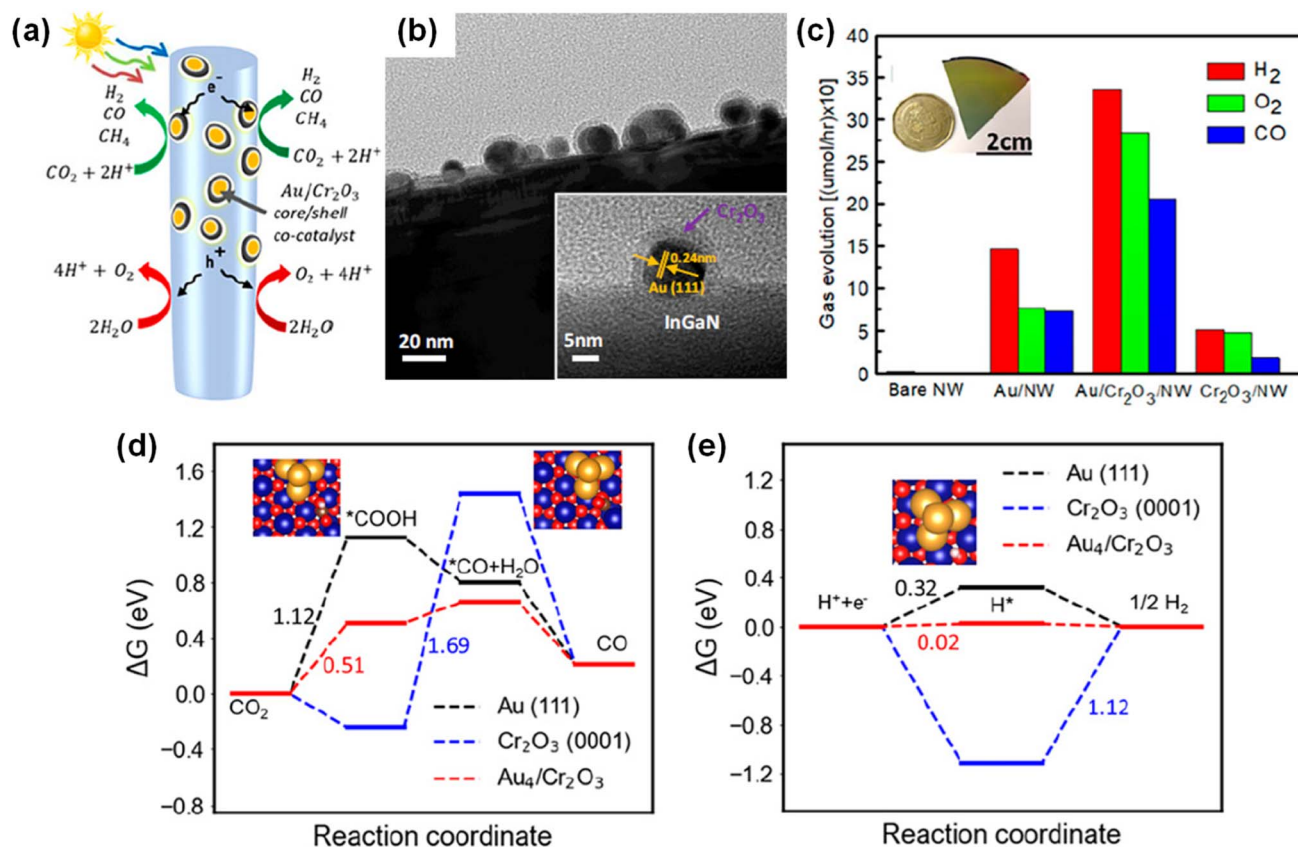 (a)
H₂
CO
CH₄
CO₂ + 2H⁺
e⁻
H₂
CO
CH₄
CO₂ + 2H⁺
Au/Cr₂O₃
core/shell
co-catalyst
h⁺
4H⁺ + O₂
2H₂O
O₂ + 4H⁺
2H₂O
(b)
20 nm
Cr₂O₃
0.24nm
Au (111)
InGaN
5nm
(c)
Gas evolution [(umol/hr)x10]
40
35
30
25
20
15
10
5
0
2cm
H₂
O₂
CO
Bare NW
Au/NW
Au/Cr₂O₃/NW
Cr₂O₃/NW
(d)
ΔG (eV)
1.6
1.2
0.8
0.4
0.0
−0.4
−0.8
*COOH
*CO+H₂O
1.12
0.51
1.69
CO₂
CO
Au (111)
Cr₂O₃ (0001)
Au₄/Cr₂O₃
Reaction coordinate
(e)
ΔG (eV)
1.2
0.8
0.4
0.0
−0.4
−0.8
−1.2
Au (111)
Cr₂O₃ (0001)
Au₄/Cr₂O₃
0.32
H⁺+e⁻
H*
1/2 H₂
0.02
1.12
Reaction coordinate